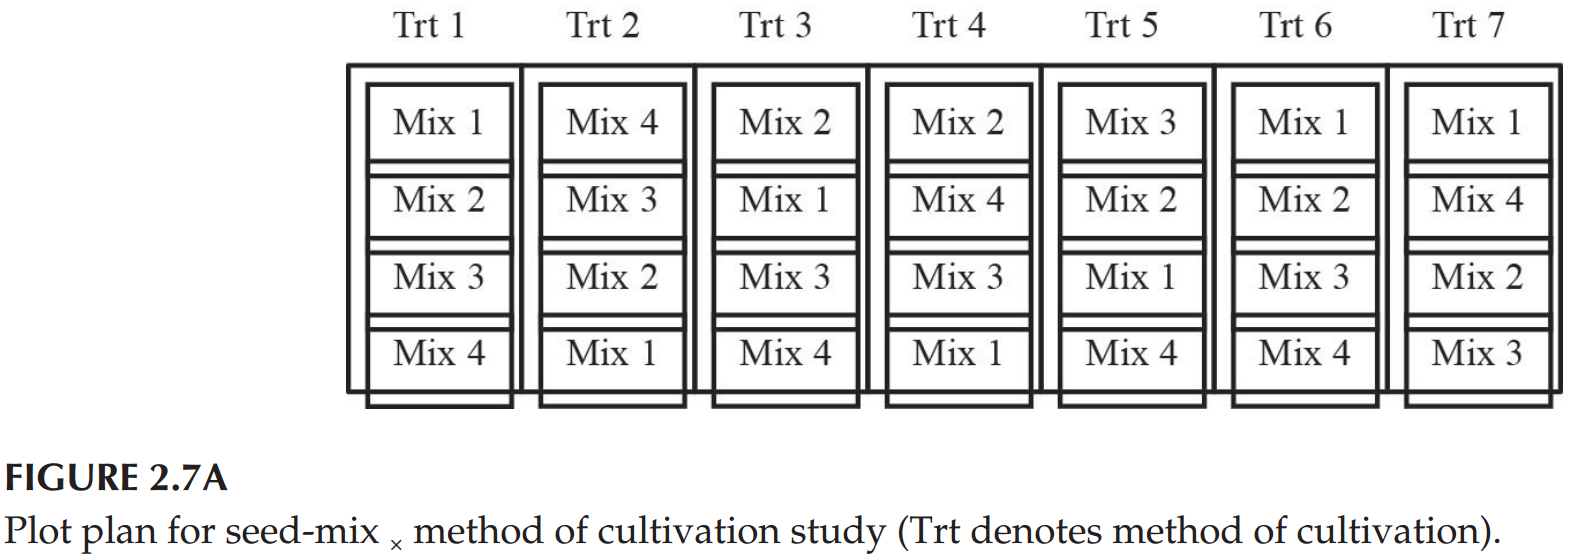 Trt 1 Trt 2 Trt 3 Trt 4 Trt 5 Trt 6 Trt 7
Mix 1 Mix 4 Mix 2 Mix 2 Mix 3 Mix 1 Mix 1
Mix 2 Mix 3 Mix 1 Mix 4 Mix 2 Mix 2 Mix 4
Mix 3 Mix 2 Mix 3 Mix 3 Mix 1 Mix 3 Mix 2
Mix 4 Mix 1 Mix 4 Mix 1 Mix 4 Mix 4 Mix 3
FIGURE 2.7A
Plot plan for seed-mix × method of cultivation study (Trt denotes method of cultivation).